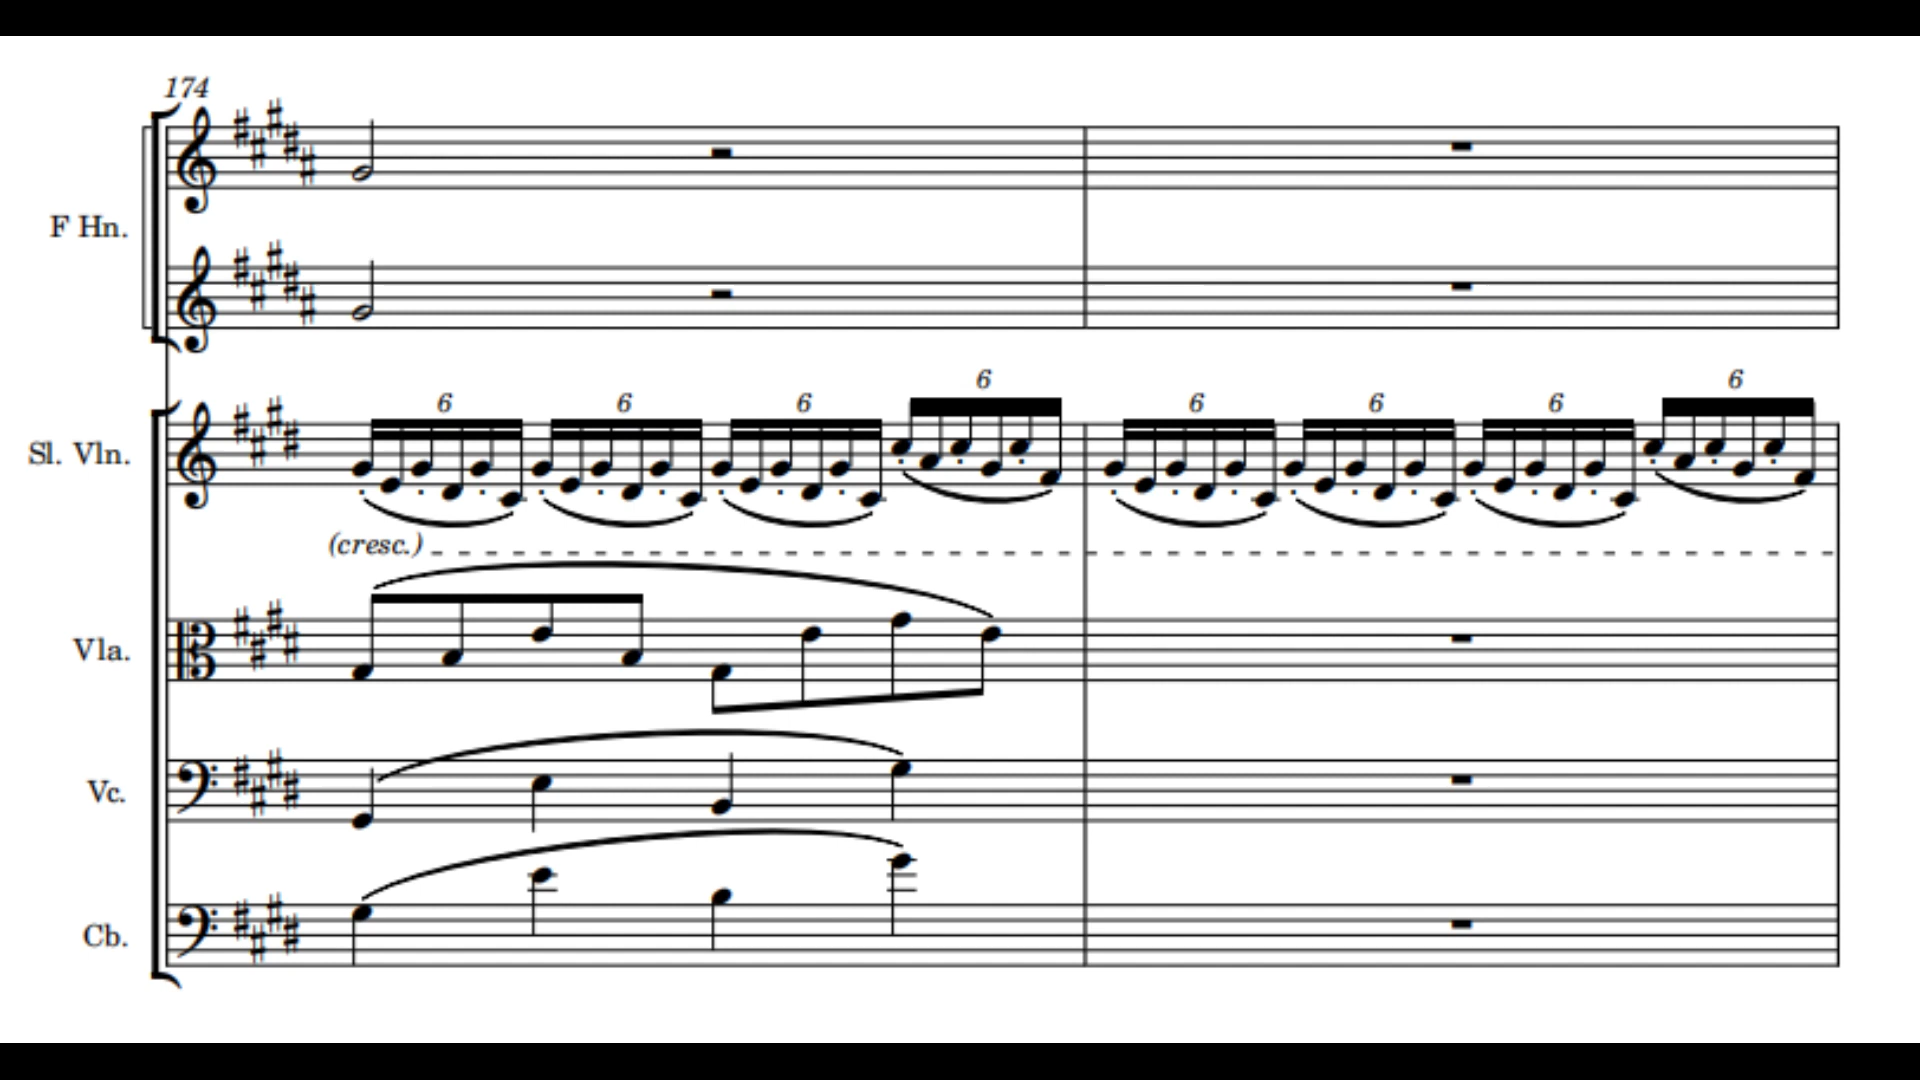 174
F Hn.
6 6 6 6 6 6 6 6
Sl. Vln.
(cresc.)
Vla.
Vc.
Cb.